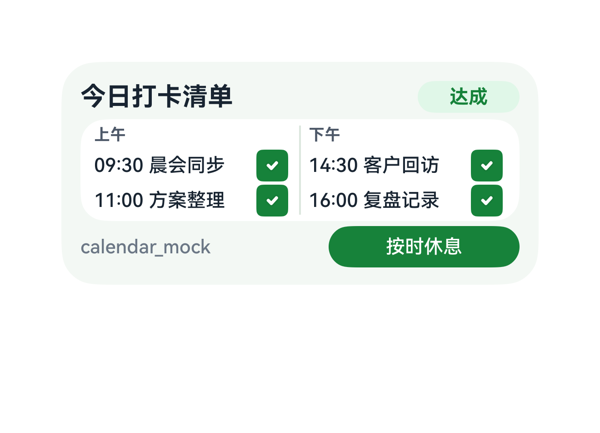 今日打卡清单
达成
上午
09:30 晨会同步
11:00 方案整理
下午
14:30 客户回访
16:00 复盘记录
calendar_mock
按时休息